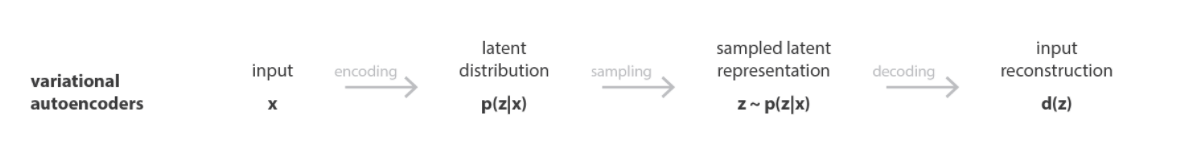 variational
autoencoders
input
x
encoding
latent
distribution
p(z|x)
sampling
sampled latent
representation
z ~ p(z|x)
decoding
input
reconstruction
d(z)